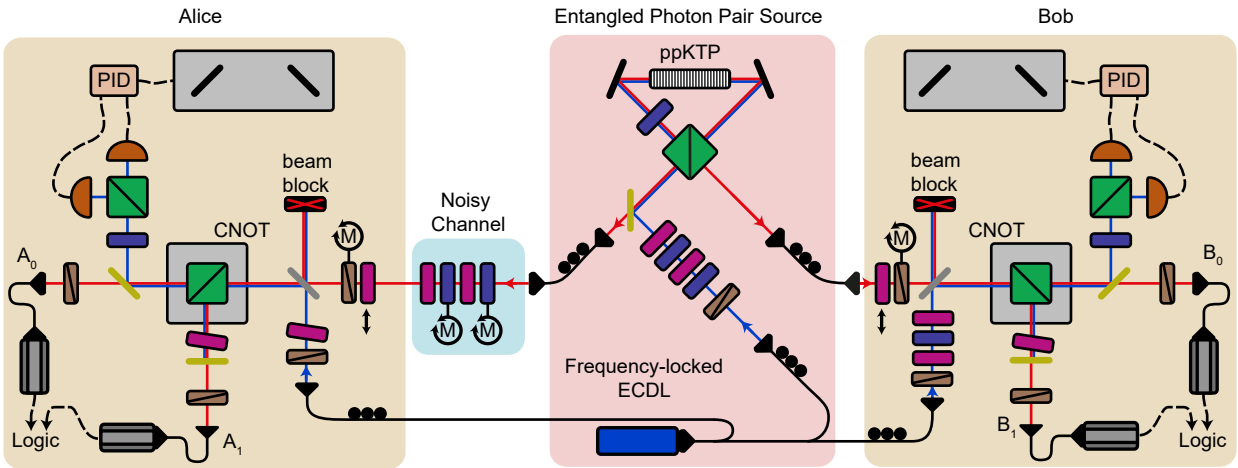 Alice
Entangled Photon Pair Source
Bob
PID
ppKTP
PID
beam
block
beam
block
M
Noisy
Channel
M
CNOT
CNOT
A0
B0
M
M
Frequency-locked
ECDL
Logic
A1
B1
Logic